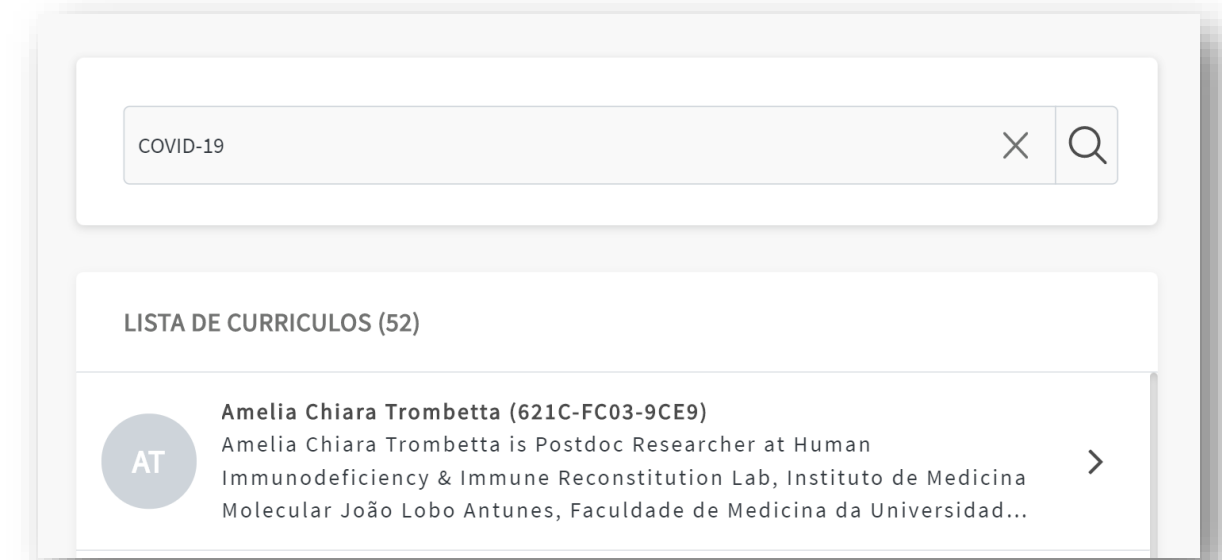 COVID-19
LISTA DE CURRICULOS (52)
AT
Amelia Chiara Trombetta (621C-FC03-9CE9)
Amelia Chiara Trombetta is Postdoc Researcher at Human
Immunodeficiency & Immune Reconstitution Lab, Instituto de Medicina
Molecular João Lobo Antunes, Faculdade de Medicina da Universidad...